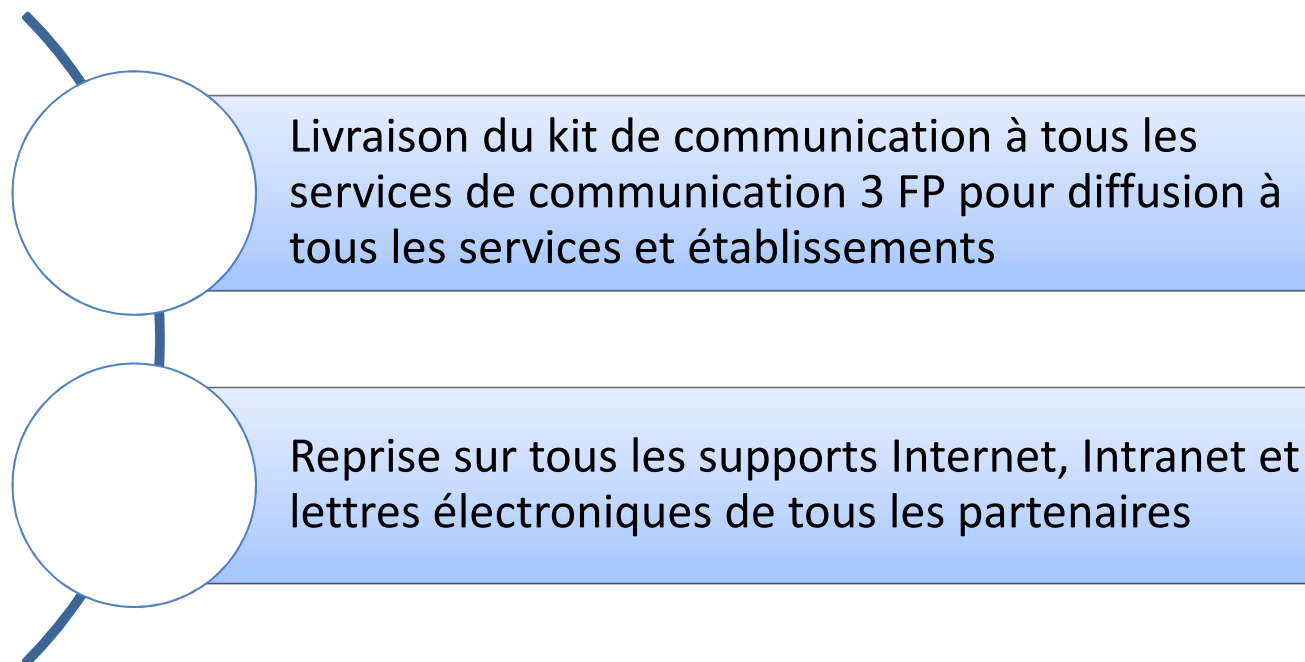 Livraison du kit de communication à tous les
services de communication 3 FP pour diffusion à
tous les services et établissements
Reprise sur tous les supports Internet, Intranet et
lettres électroniques de tous les partenaires